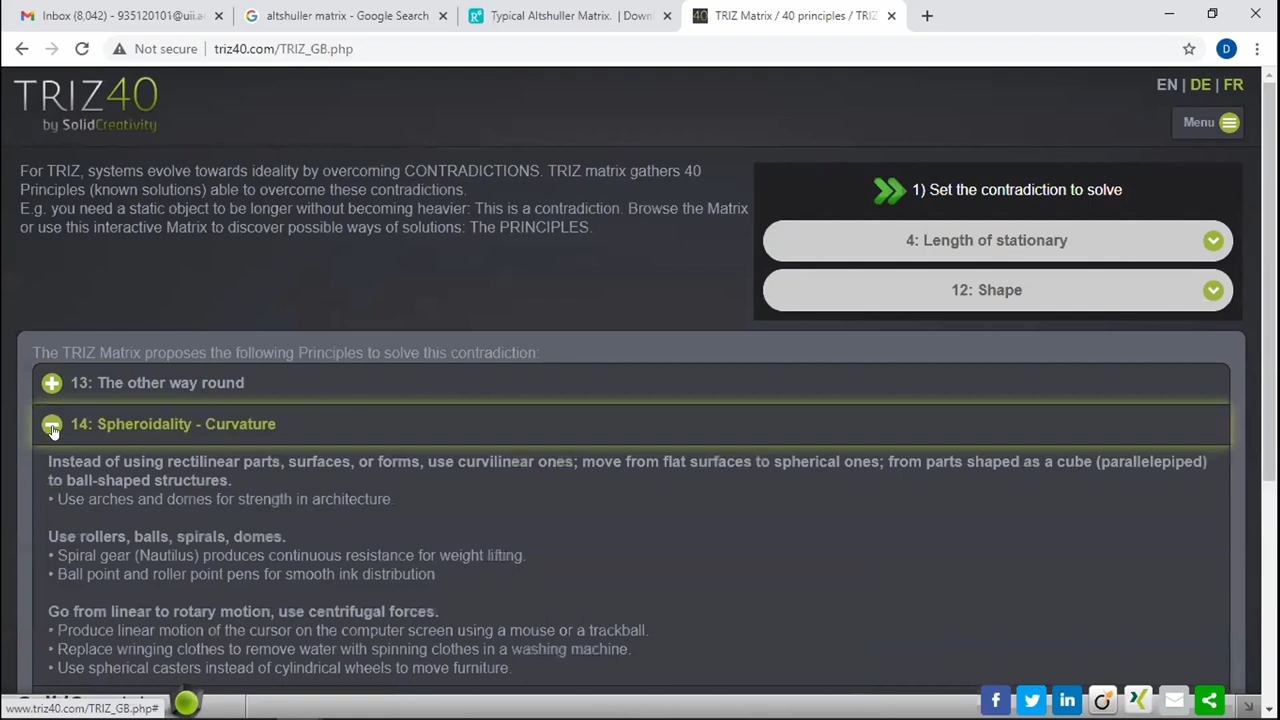 Inbox (8,042) - 935120101@uii.a
altshuller matrix - Google Search
Typical Altshuller Matrix. | Down
TRIZ Matrix / 40 principles / TRIZ
Not secure
triz40.com/TRIZ_GB.php
D
TRIZ40
by SolidCreativity
EN | DE | FR
Menu
For TRIZ, systems evolve towards ideality by overcoming CONTRADICTIONS. TRIZ matrix gathers 40
Principles (known solutions) able to overcome these contradictions.
E.g. you need a static object to be longer without becoming heavier: This is a contradiction. Browse the Matrix
or use this interactive Matrix to discover possible ways of solutions: The PRINCIPLES.
1) Set the contradiction to solve
4: Length of stationary
12: Shape
The TRIZ Matrix proposes the following Principles to solve this contradiction:
13: The other way round
14: Spheroidality - Curvature
Instead of using rectilinear parts, surfaces, or forms, use curvilinear ones; move from flat surfaces to spherical ones; from parts shaped as a cube (parallelepiped)
to ball-shaped structures.
• Use arches and domes for strength in architecture.
Use rollers, balls, spirals, domes.
• Spiral gear (Nautilus) produces continuous resistance for weight lifting.
• Ball point and roller point pens for smooth ink distribution
Go from linear to rotary motion, use centrifugal forces.
• Produce linear motion of the cursor on the computer screen using a mouse or a trackball.
• Replace wringing clothes to remove water with spinning clothes in a washing machine.
• Use spherical casters instead of cylindrical wheels to move furniture.
www.triz40.com/TRIZ_GB.php#